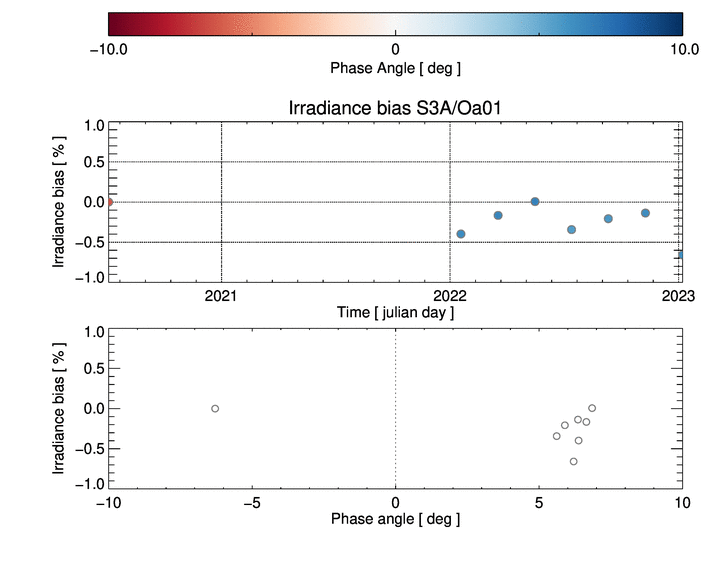 −10.0 0 10.0
Phase Angle [ deg ]
Irradiance bias S3A/Oa01
1.0
0.5
0.0
−0.5
−1.0
Irradiance bias [ % ]
2021 2022 2023
Time [ julian day ]
1.0
0.5
0.0
−0.5
−1.0
Irradiance bias [ % ]
−10 −5 0 5 10
Phase angle [ deg ]